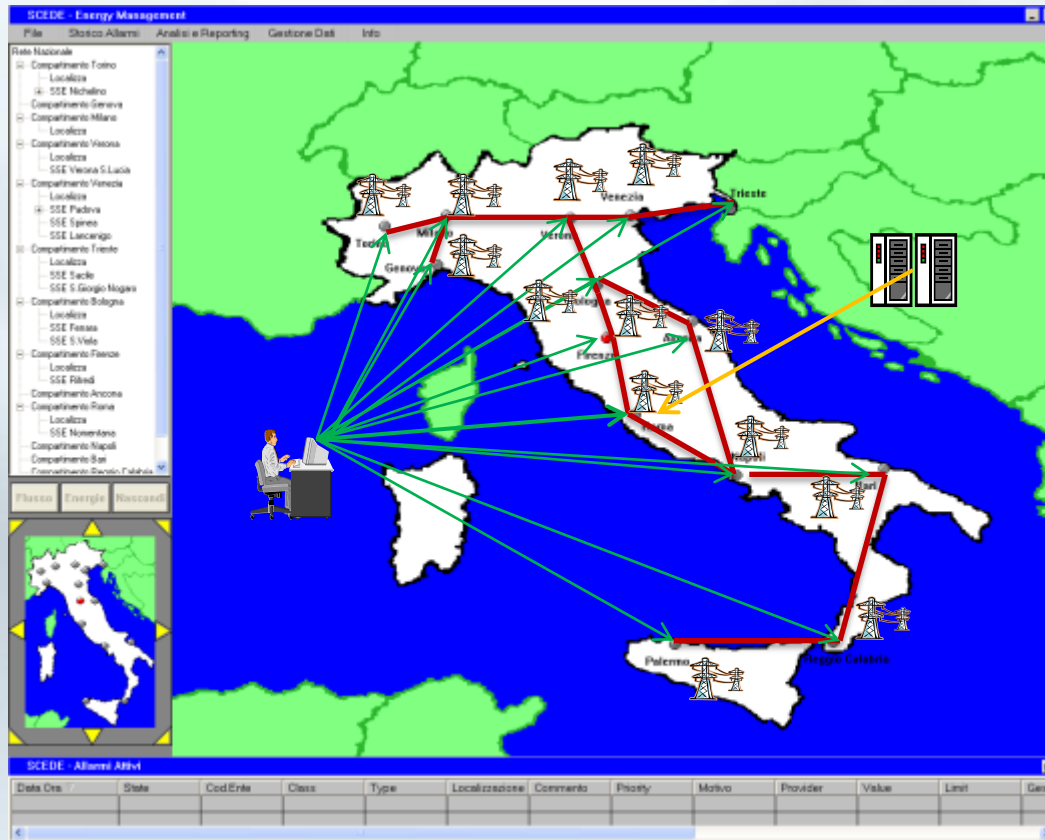 SCEDE - Energy Management
File Storico Allarmi Analisi e Reporting Gestione Dati Info
Rete Nazionale
Compartimento Torino
Localizza
SSE Nichelino
Compartimento Genova
Compartimento Milano
Localizza
Compartimento Verona
Localizza
SSE Verona S.Lucia
Compartimento Venezia
Localizza
SSE Padova
SSE Spinea
SSE Lancenigo
Compartimento Trieste
Localizza
SSE Sacile
SSE S.Giorgio Nogaro
Compartimento Bologna
Localizza
SSE Ferrara
SSE S.Viola
Compartimento Firenze
Localizza
SSE Rifredi
Compartimento Ancona
Compartimento Roma
Localizza
SSE Nomentana
Compartimento Napoli
Compartimento Bari
Compartimento Reggio Calabria
Flusso Energie Nascondi
Trieste
Venezia
Milano
Verona
Genova
Bologna
Ancona
Firenze
Roma
Napoli
Bari
Palermo
Reggio Calabria
SCEDE - Allarmi Attivi
Data Ora State Cod.Ente Class Type Localizzazione Commento Priority Motivo Provider Value Limit